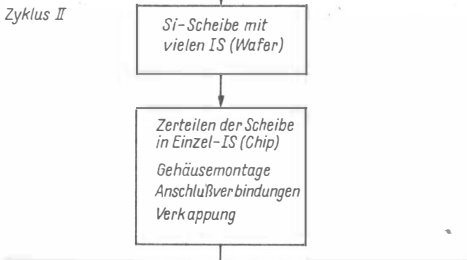 Zyklus II
Si-Scheibe mit
vielen IS (Wafer)
Zerteilen der Scheibe
in Einzel-IS (Chip)
Gehäusemontage
Anschlußverbindungen
Verkappung